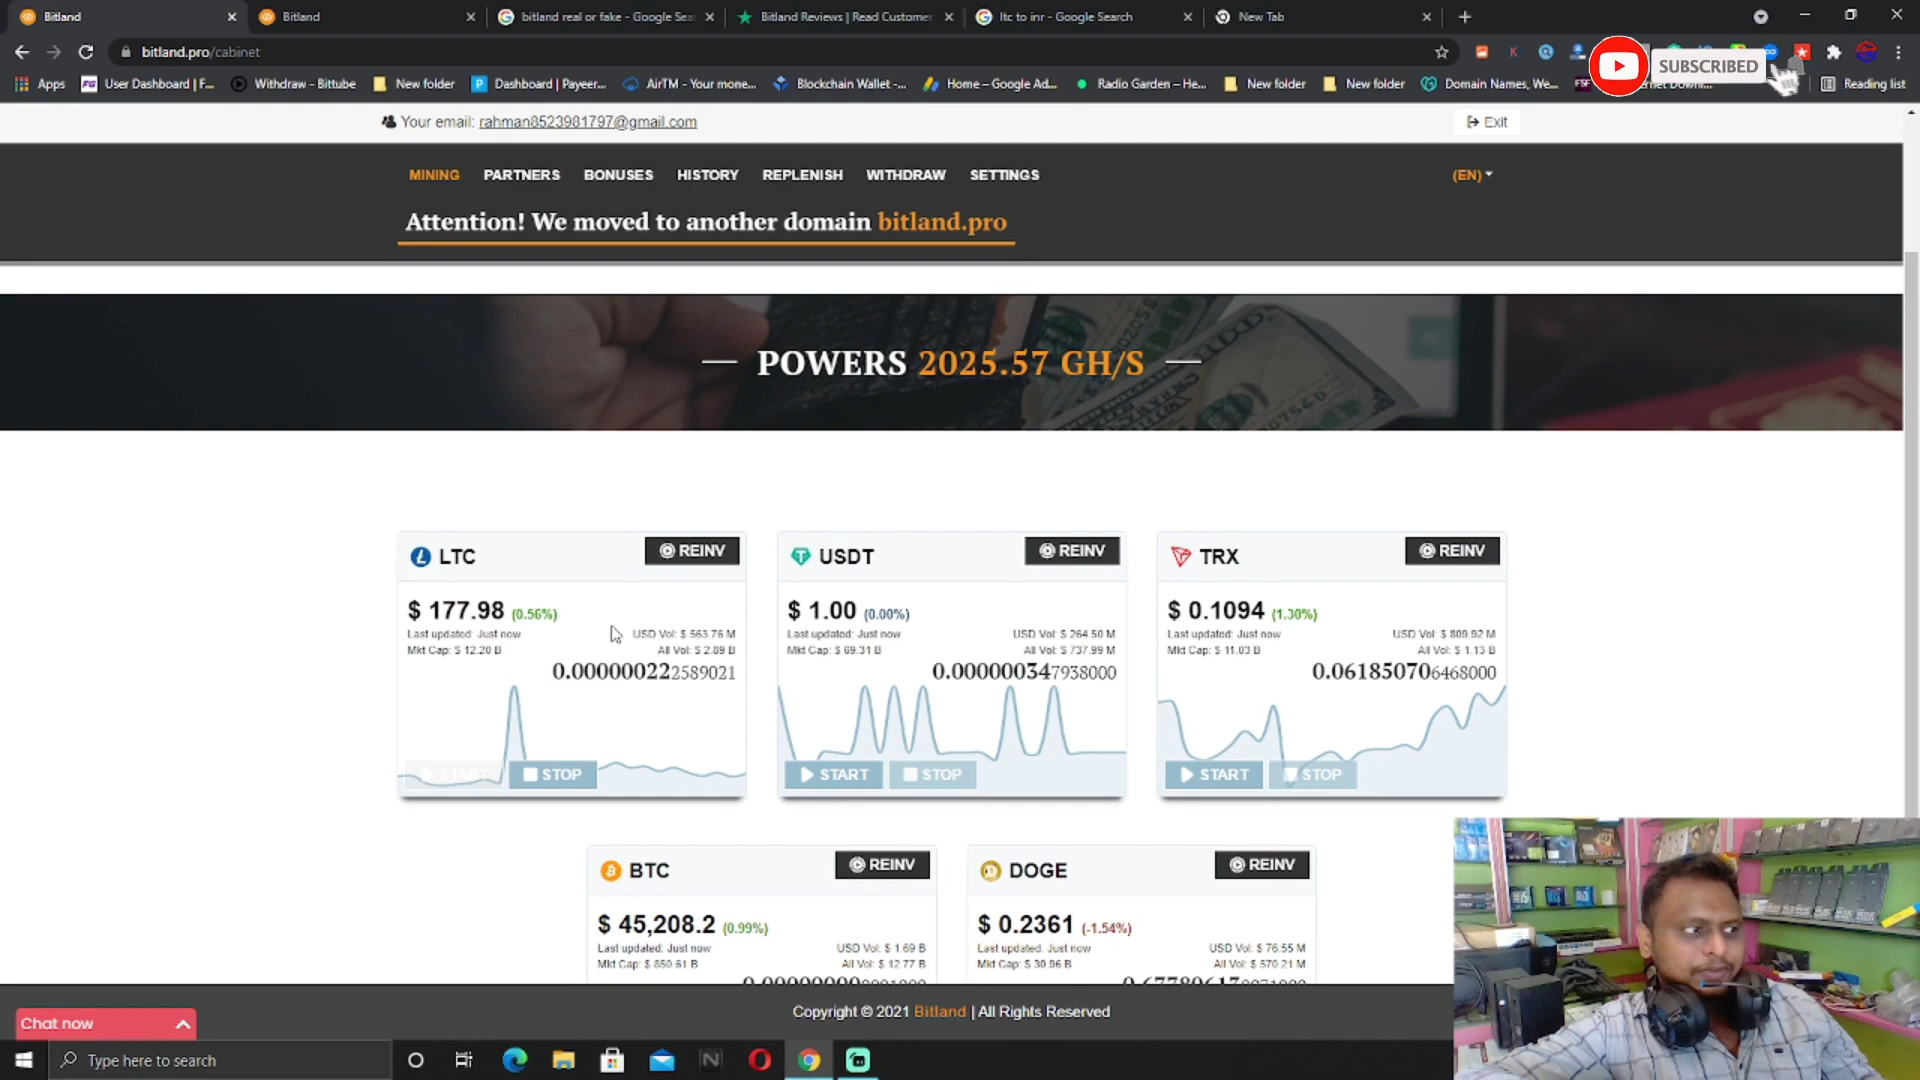 Bitland
Bitland
bitland real or fake - Google Sea
Bitland Reviews | Read Customer
ltc to inr - Google Search
New Tab
bitland.pro/cabinet
SUBSCRIBED
Apps
User Dashboard | F...
Withdraw - Bittube
New folder
Dashboard | Payeer...
AirTM - Your mone...
Blockchain Wallet -...
Home – Google Ad...
Radio Garden – He...
New folder
New folder
Domain Names, We...
Reading list
Your email: rahman8523981797@gmail.com
Exit
MINING PARTNERS BONUSES HISTORY REPLENISH WITHDRAW SETTINGS
(EN)
Attention! We moved to another domain bitland.pro
POWERS 2025.57 GH/S
LTC
REINV
$ 177.98 (0.56%)
Last updated: Just now
USD Vol: $ 563.76 M
Mkt Cap: $ 12.20 B
All Vol: $ 2.89 B
0.000000222589021
START
STOP
USDT
REINV
$ 1.00 (0.00%)
Last updated: Just now
USD Vol: $ 264.50 M
Mkt Cap: $ 69.31 B
All Vol: $ 737.99 M
0.000000347938000
START
STOP
TRX
REINV
$ 0.1094 (1.30%)
Last updated: Just now
USD Vol: $ 809.92 M
Mkt Cap: $ 11.03 B
All Vol: $ 1.13 B
0.061850706468000
START
STOP
BTC
REINV
$ 45,208.2 (0.99%)
Last updated: Just now
USD Vol: $ 1.69 B
Mkt Cap: $ 850.61 B
All Vol: $ 12.77 B
DOGE
REINV
$ 0.2361 (-1.54%)
Last updated: Just now
USD Vol: $ 76.55 M
Mkt Cap: $ 30.96 B
All Vol: $ 570.21 M
Copyright © 2021 Bitland | All Rights Reserved
Chat now
Type here to search